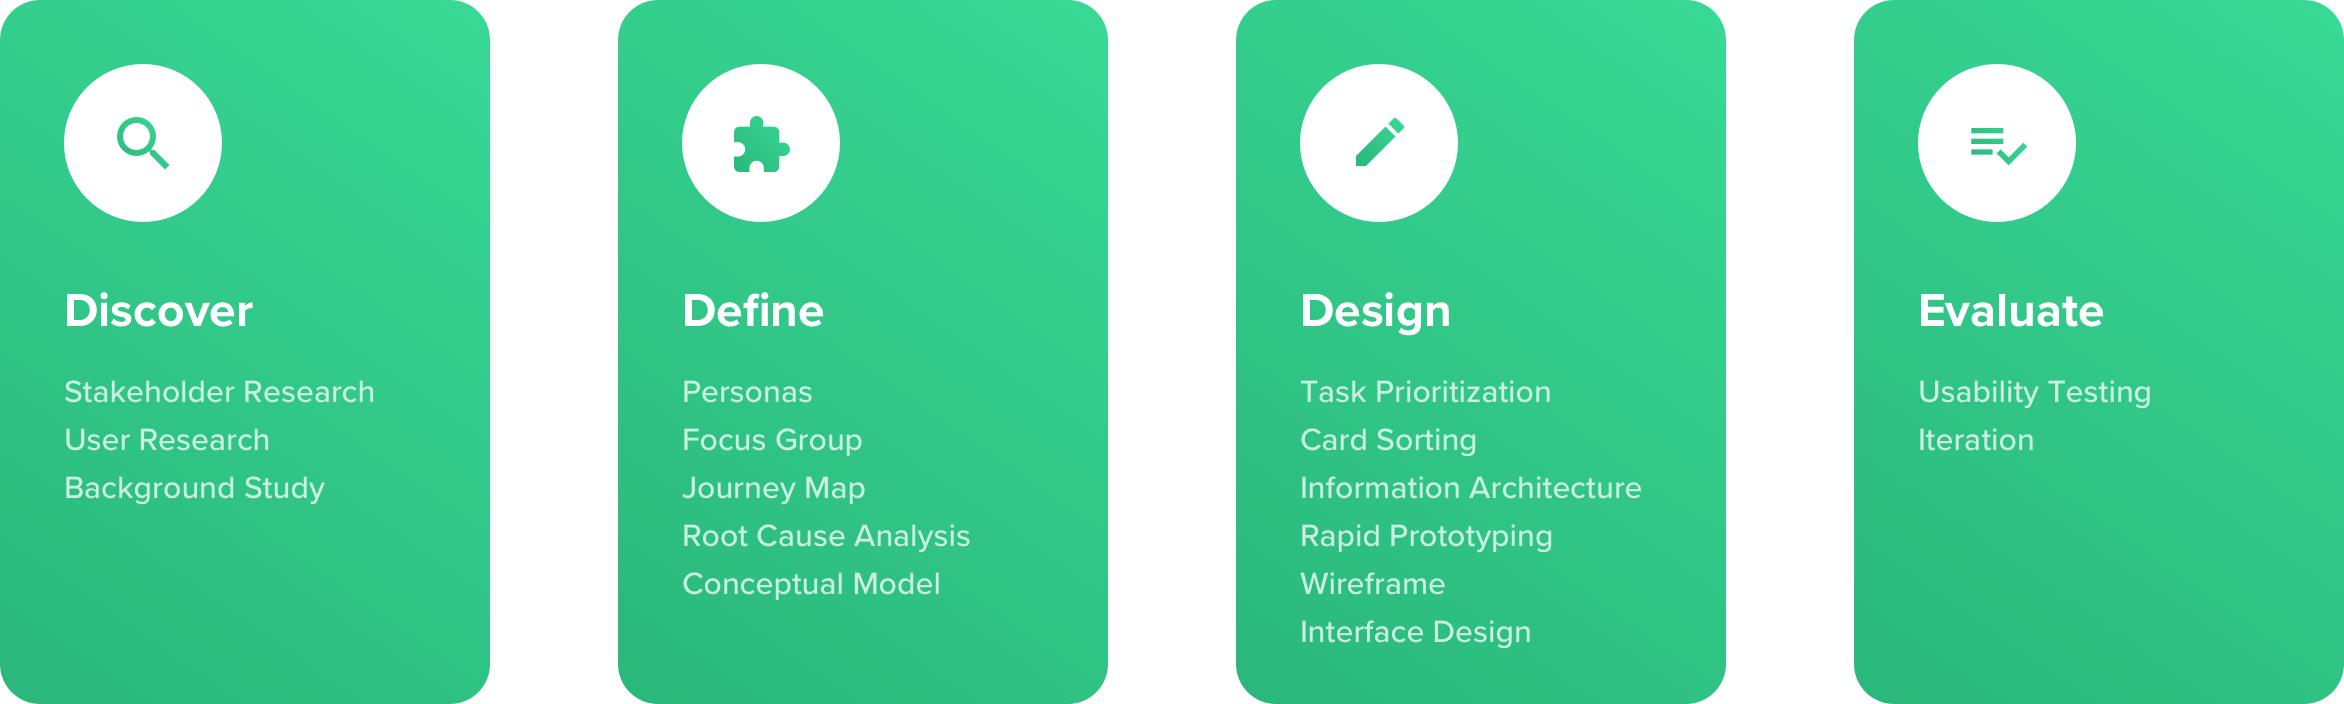 Discover
Stakeholder Research
User Research
Background Study
Define
Personas
Focus Group
Journey Map
Root Cause Analysis
Conceptual Model
Design
Task Prioritization
Card Sorting
Information Architecture
Rapid Prototyping
Wireframe
Interface Design
Evaluate
Usability Testing
Iteration